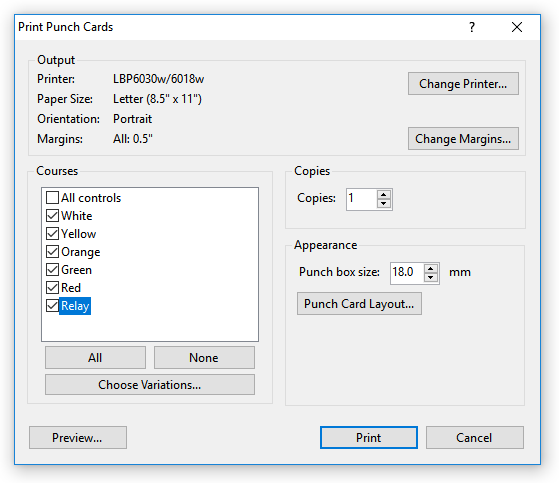 Print Punch Cards
Output
Printer: LBP6030w/6018w
Change Printer...
Paper Size: Letter (8.5" x 11")
Orientation: Portrait
Margins: All: 0.5"
Change Margins...
Courses
All controls
White
Yellow
Orange
Green
Red
Relay
All None
Choose Variations...
Copies
Copies: 1
Appearance
Punch box size: 18.0 mm
Punch Card Layout...
Preview... Print Cancel